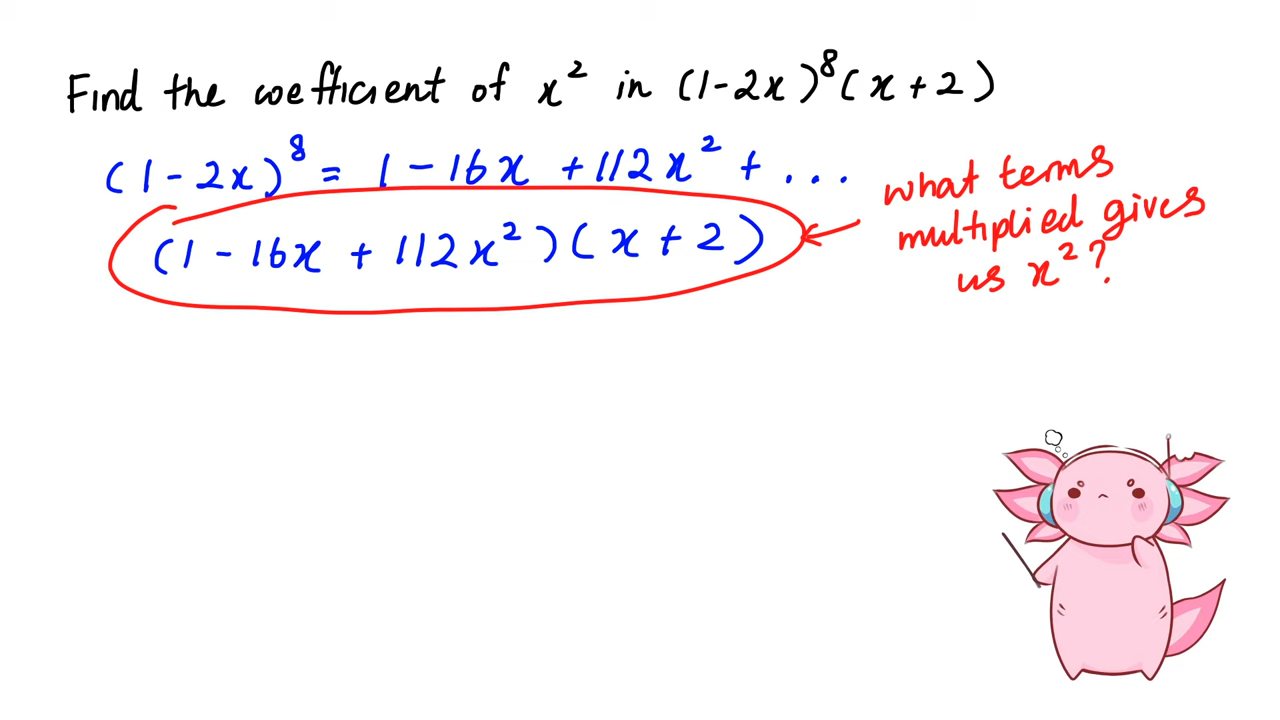 Find the coefficient of x² in (1-2x)⁸(x+2)
(1-2x)⁸ = 1-16x+112x²+...
(1-16x+112x²)(x+2)
what terms
multiplied gives
us x²?